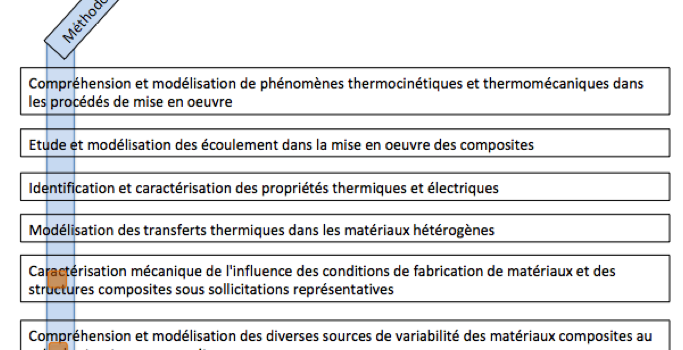 Compréhension et modélisation de phénomènes thermocinétiques et thermomécaniques dans
les procédés de mise en oeuvre
Etude et modélisation des écoulement dans la mise en oeuvre des composites
Identification et caractérisation des propriétés thermiques et électriques
Modélisation des transferts thermiques dans les matériaux hétérogènes
Caractérisation mécanique de l'influence des conditions de fabrication de matériaux et des
structures composites sous sollicitations représentatives
Compréhension et modélisation des diverses sources de variabilité des matériaux composites au